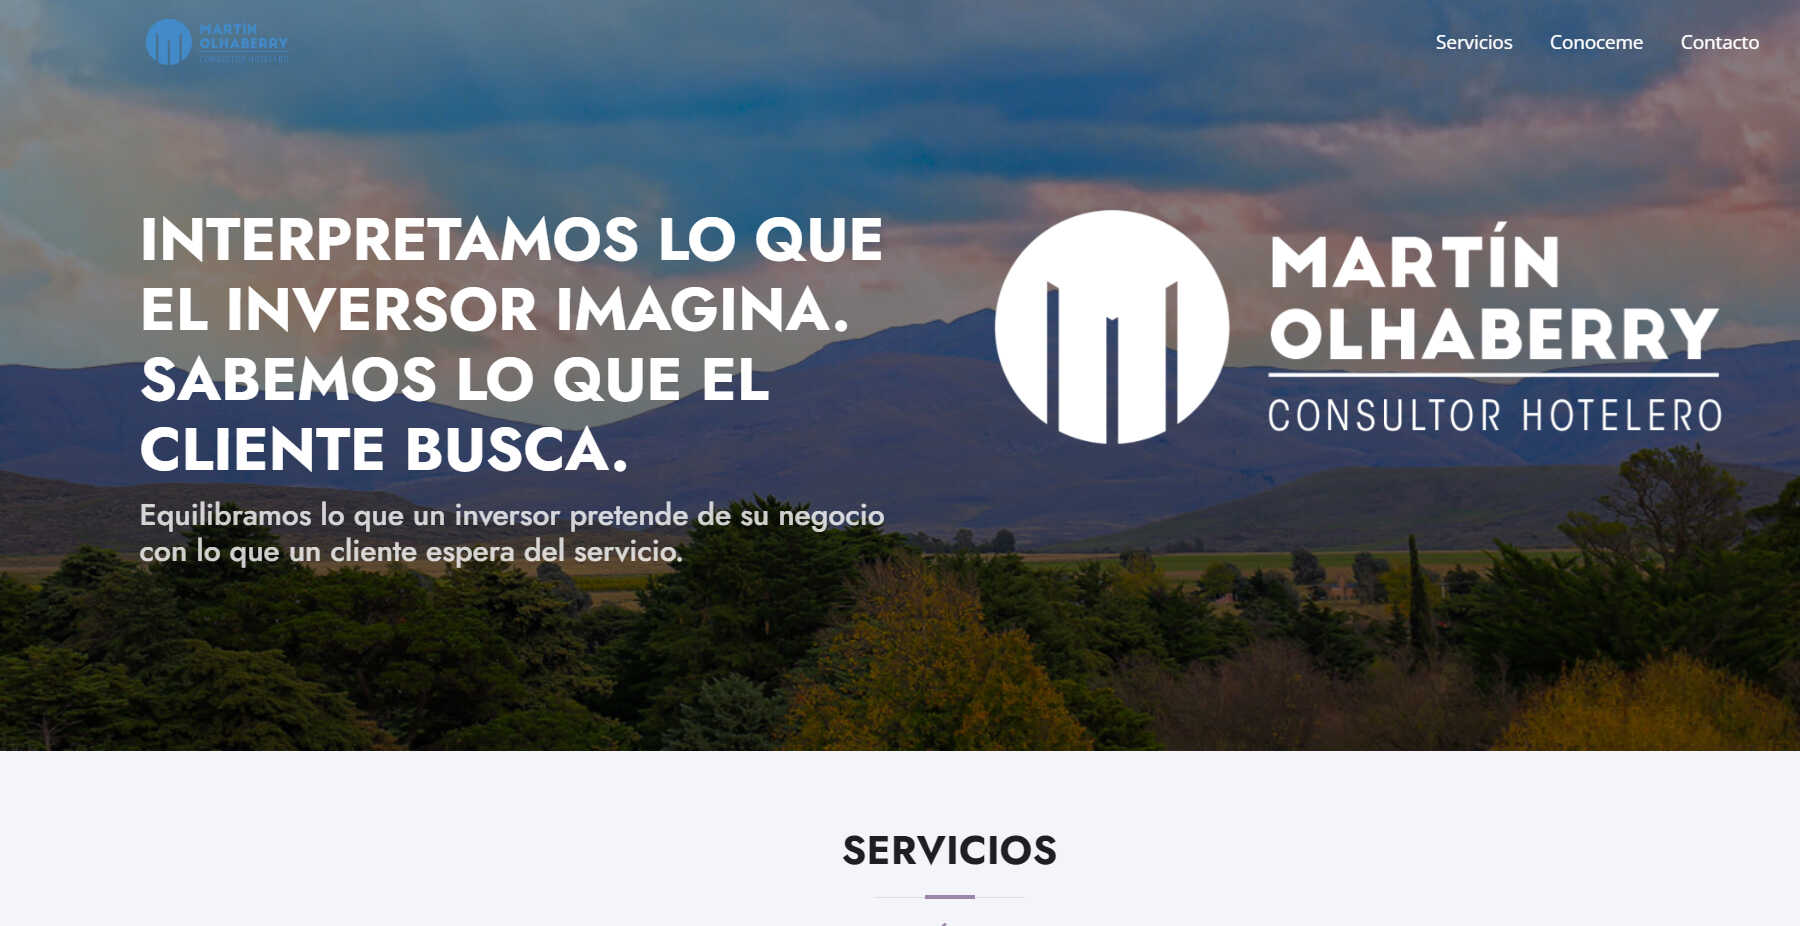 MARTÍN
OLHABERRY
CONSULTOR HOTELERO
Servicios
Conoceme
Contacto
INTERPRETAMOS LO QUE
EL INVERSOR IMAGINA.
SABEMOS LO QUE EL
CLIENTE BUSCA.
Equilibramos lo que un inversor pretende de su negocio
con lo que un cliente espera del servicio.
MARTÍN
OLHABERRY
CONSULTOR HOTELERO
SERVICIOS